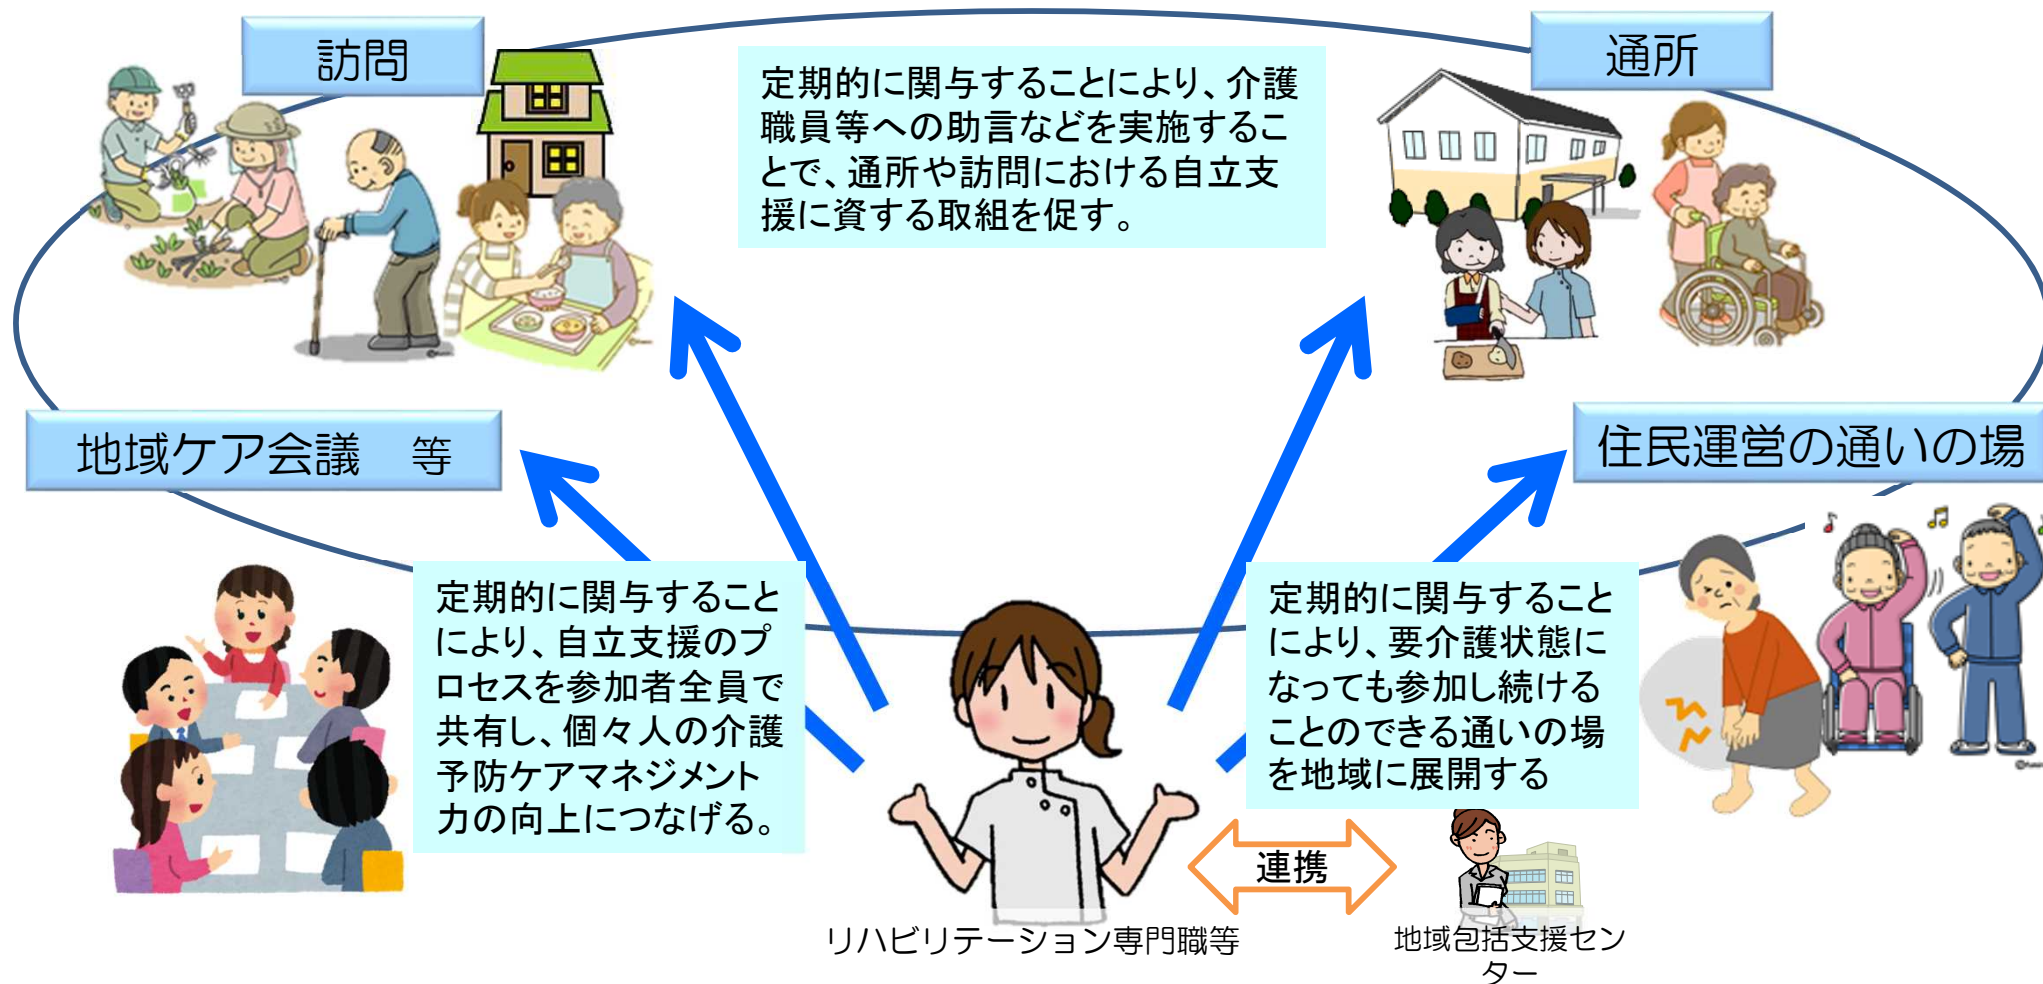 訪問
通所
定期的に関与することにより、介護
職員等への助言などを実施するこ
とで、通所や訪問における自立支
援に資する取組を促す。
地域ケア会議　等
住民運営の通いの場
定期的に関与すること
により、自立支援のプ
ロセスを参加者全員で
共有し、個々人の介護
予防ケアマネジメント
力の向上につなげる。
定期的に関与すること
により、要介護状態に
なっても参加し続ける
ことのできる通いの場
を地域に展開する
連携
リハビリテーション専門職等
地域包括支援セン
ター